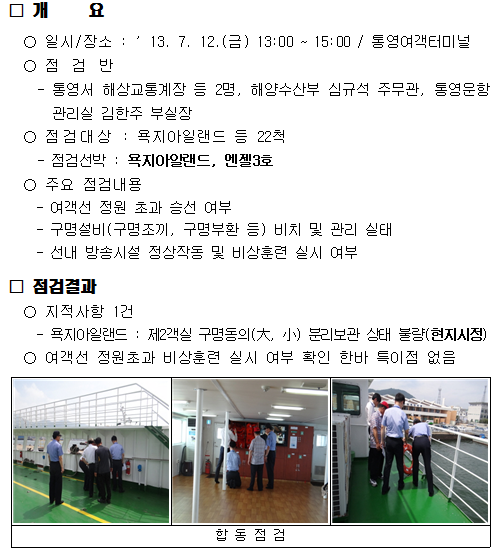 □ 개 요
○ 일시/장소 : ’ 13. 7. 12.(금) 13:00 ~ 15:00 / 통영여객터미널
○ 점 검 반
- 통영서 해상교통계장 등 2명, 해양수산부 심규석 주무관, 통영운항
관리실 김한주 부실장
○ 점검대상 : 욕지아일랜드 등 22척
- 점검선박 : 욕지아일랜드, 엔젤3호
○ 주요 점검내용
- 여객선 정원 초과 승선 여부
- 구명설비(구명조끼, 구명부환 등) 비치 및 관리 실태
- 선내 방송시설 정상작동 및 비상훈련 실시 여부
□ 점검결과
○ 지적사항 1건
- 욕지아일랜드 : 제2객실 구명동의(大, 小) 분리보관 상태 불량(현지시정)
○ 여객선 정원초과 비상훈련 실시 여부 확인 한바 특이점 없음
합 동 점 검